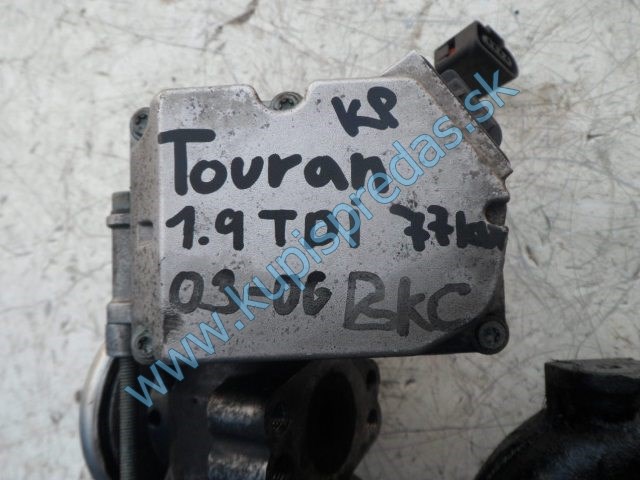 KP
Touran
1.9 TDI 77kw
03-06 BKC
www.kupispredas.sk